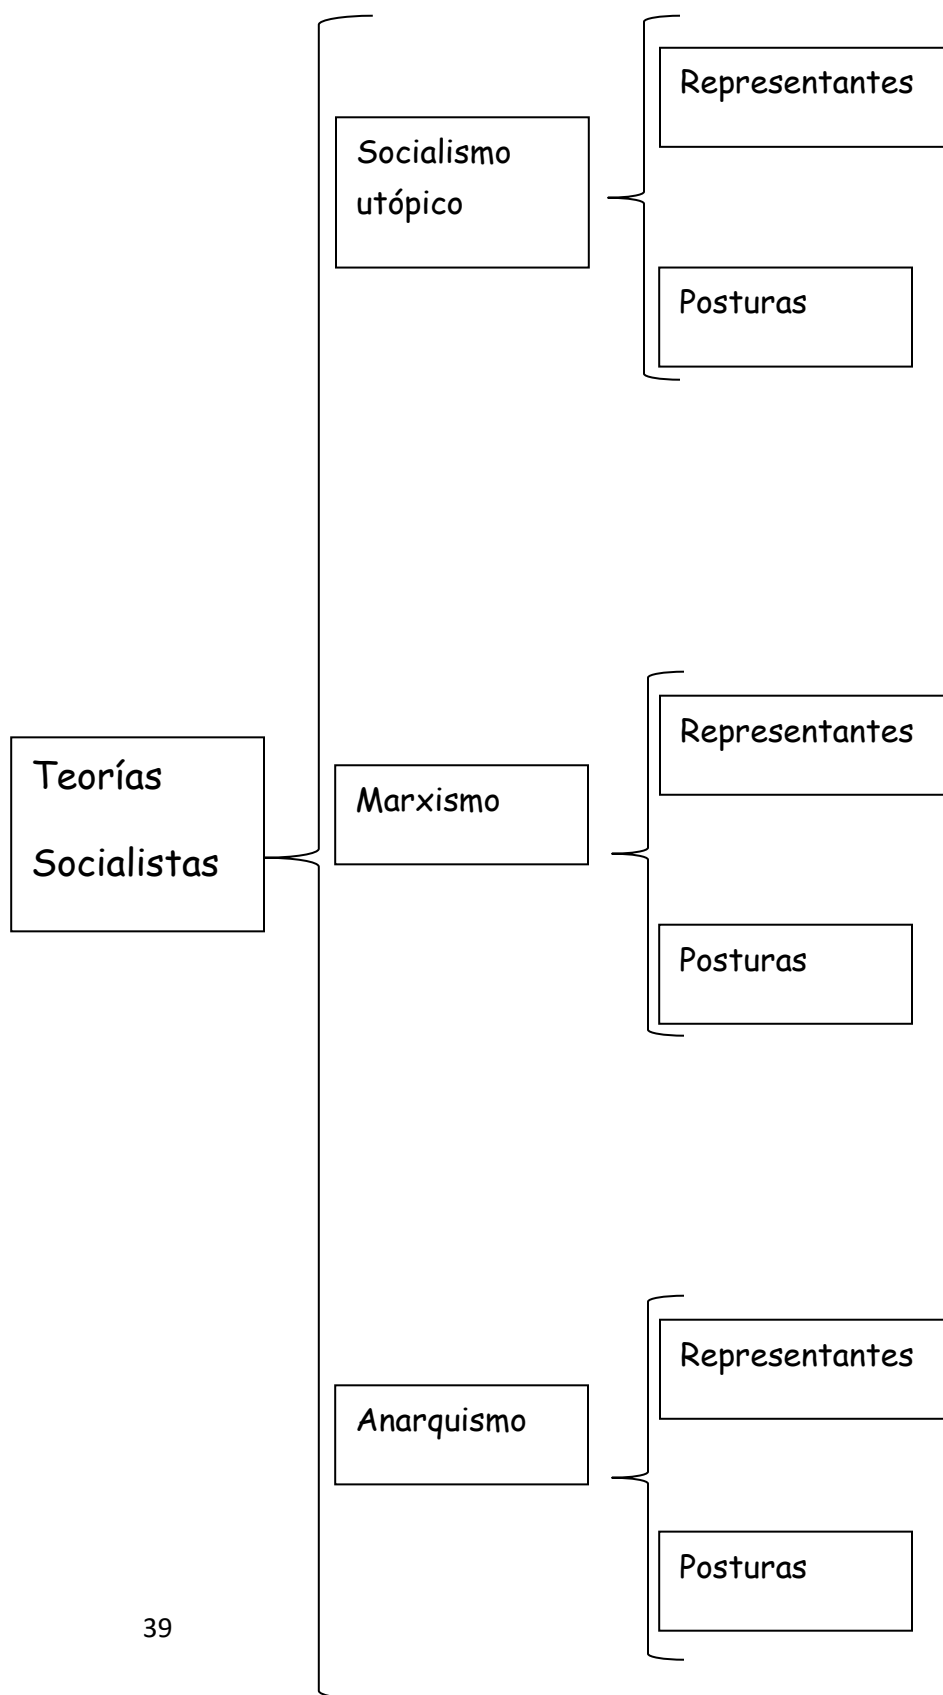 Representantes
Socialismo
utópico
Posturas
Representantes
Teorías
Socialistas
Marxismo
Posturas
Representantes
Anarquismo
Posturas
39